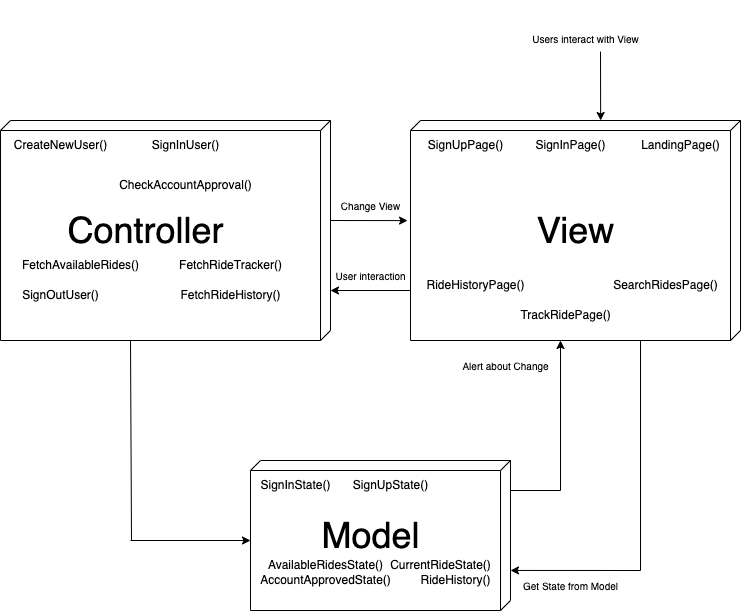 Users interact with View
CreateNewUser() SignInUser()
CheckAccountApproval()
Controller
FetchAvailableRides() FetchRideTracker()
SignOutUser() FetchRideHistory()
Change View
User interaction
SignUpPage() SignInPage() LandingPage()
View
RideHistoryPage() SearchRidesPage()
TrackRidePage()
Alert about Change
SignInState() SignUpState()
Model
AvailableRidesState() CurrentRideState()
AccountApprovedState() RideHistory()
Get State from Model